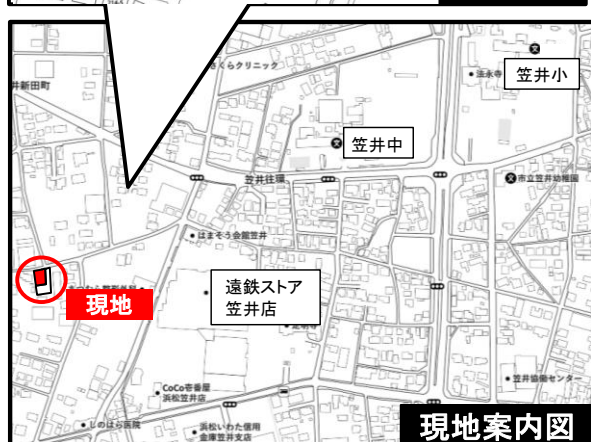 さくらクリニック
法永寺
笠井小
井新田町
笠井中
笠井往環
市立笠井幼稚園
はまそう会館笠井
現地
遠鉄ストア
笠井店
CoCo壱番屋
浜松笠井店
笠井協働センター
しのはら医院
浜松いわた信用
金庫笠井支店
現地案内図